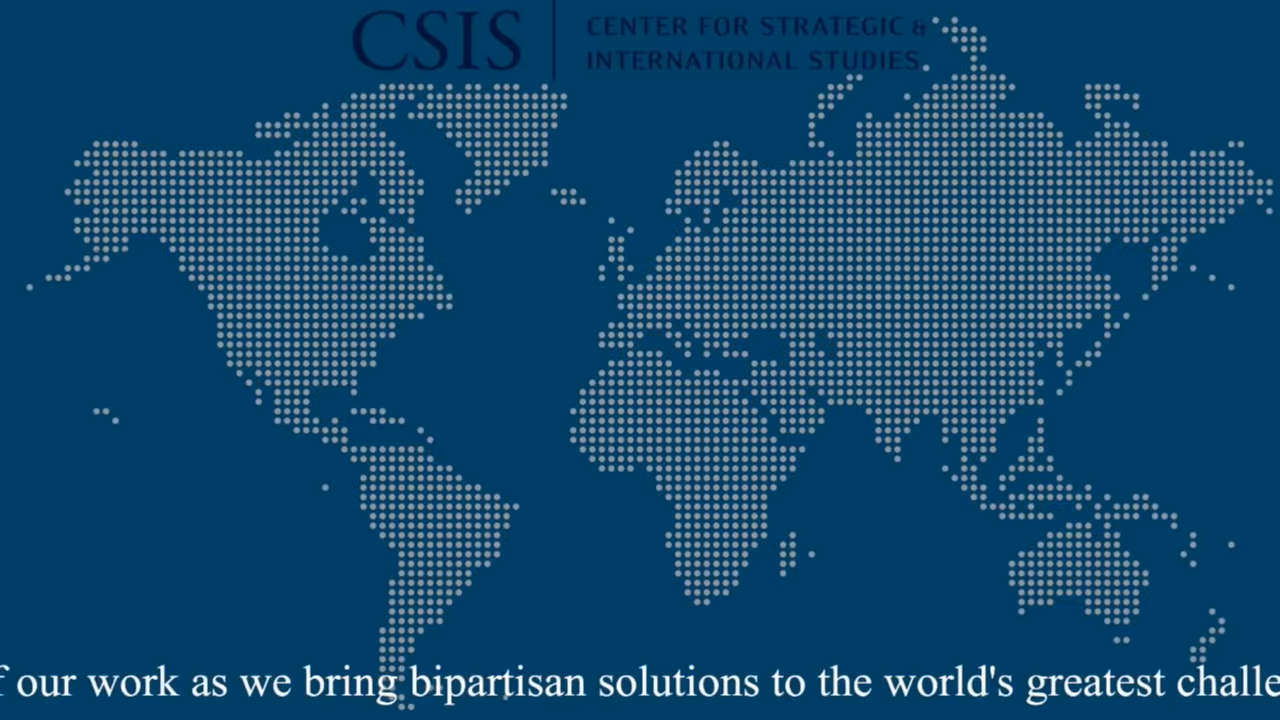 CSIS
CENTER FOR STRATEGIC &
INTERNATIONAL STUDIES
our work as we bring bipartisan solutions to the world's greatest